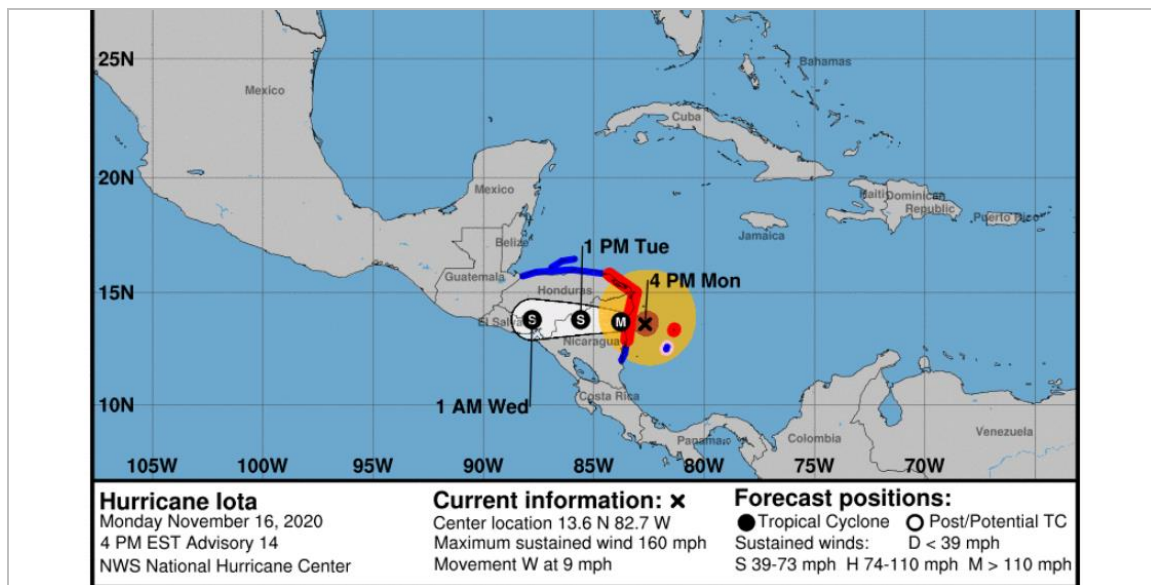 25N
Mexico
Bahamas
Cuba
20N
Mexico
Haiti
Dominican
Republic
Puerto Rico
Belize
1 PM Tue
Jamaica
Guatemala
4 PM Mon
15N
Honduras
S S M
El Salv
Nicaragua
1 AM Wed
10N
Costa Rica
Panama
Colombia
Venezuela
105W 100W 95W 90W 85W 80W 75W 70W
Hurricane Iota
Monday November 16, 2020
4 PM EST Advisory 14
NWS National Hurricane Center
Current information: ×
Center location 13.6 N 82.7 W
Maximum sustained wind 160 mph
Movement W at 9 mph
Forecast positions:
Tropical Cyclone Post/Potential TC
Sustained winds: D < 39 mph
S 39-73 mph H 74-110 mph M > 110 mph